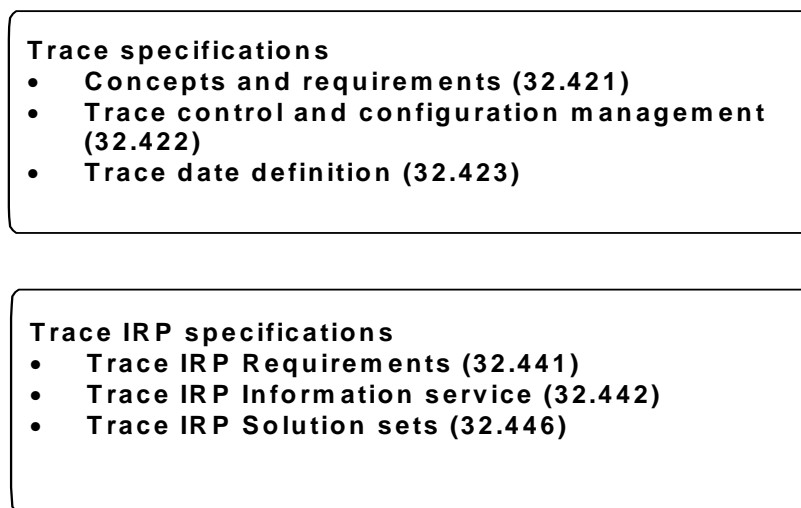 Trace specifications
• Concepts and requirements (32.421)
• Trace control and configuration management
(32.422)
• Trace date definition (32.423)
Trace IRP specifications
• Trace IRP Requirements (32.441)
• Trace IRP Information service (32.442)
• Trace IRP Solution sets (32.446)